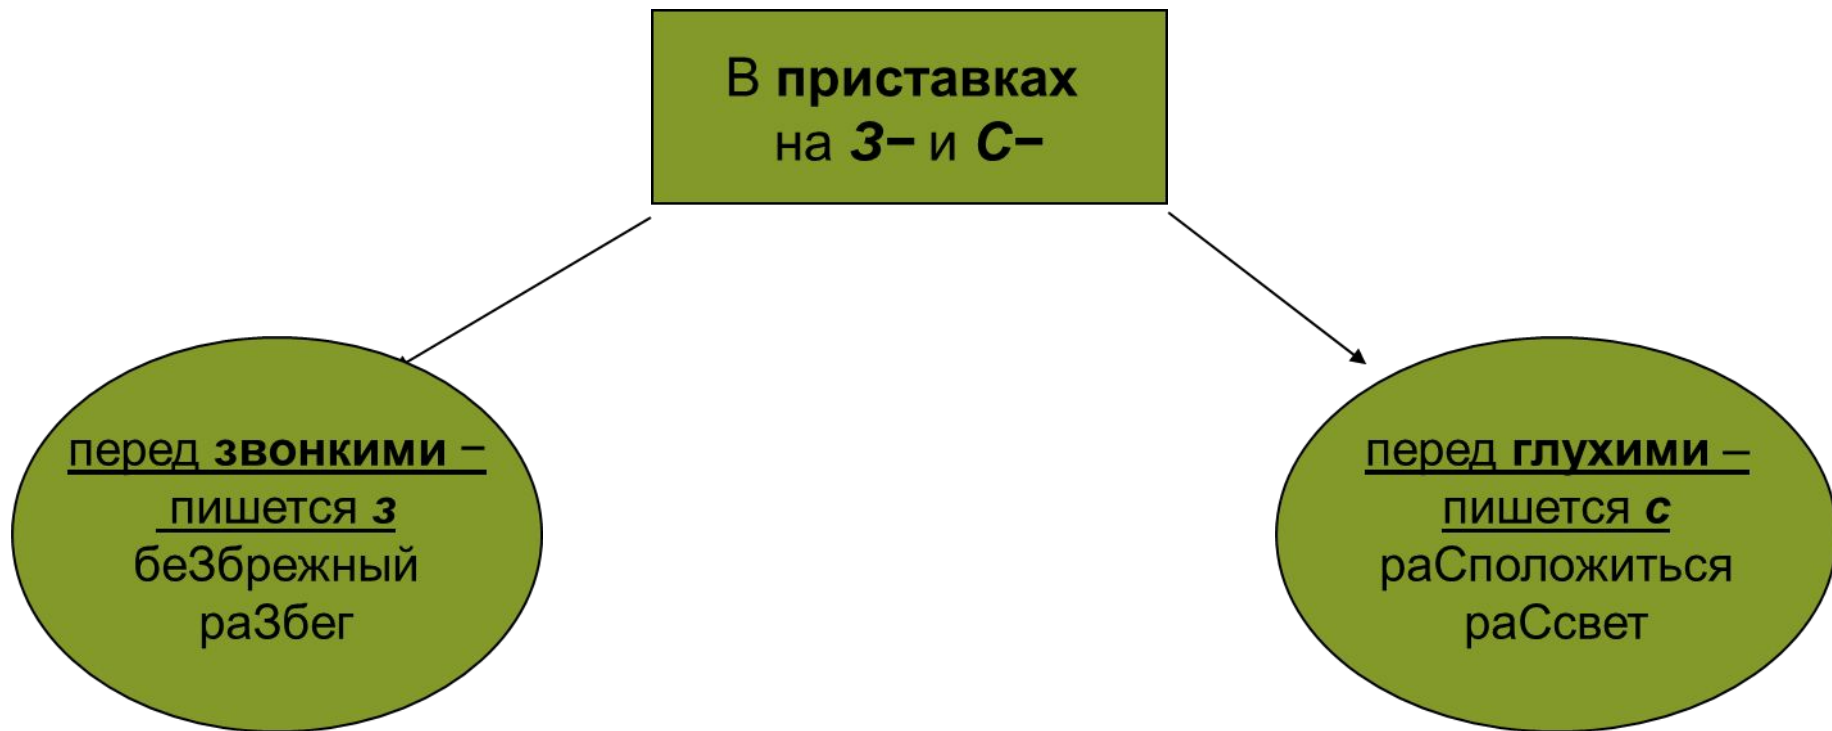 В приставках
на З− и С−
перед звонкими −
пишется з
беЗбрежный
раЗбег
перед глухими –
пишется с
раСположиться
раСсвет